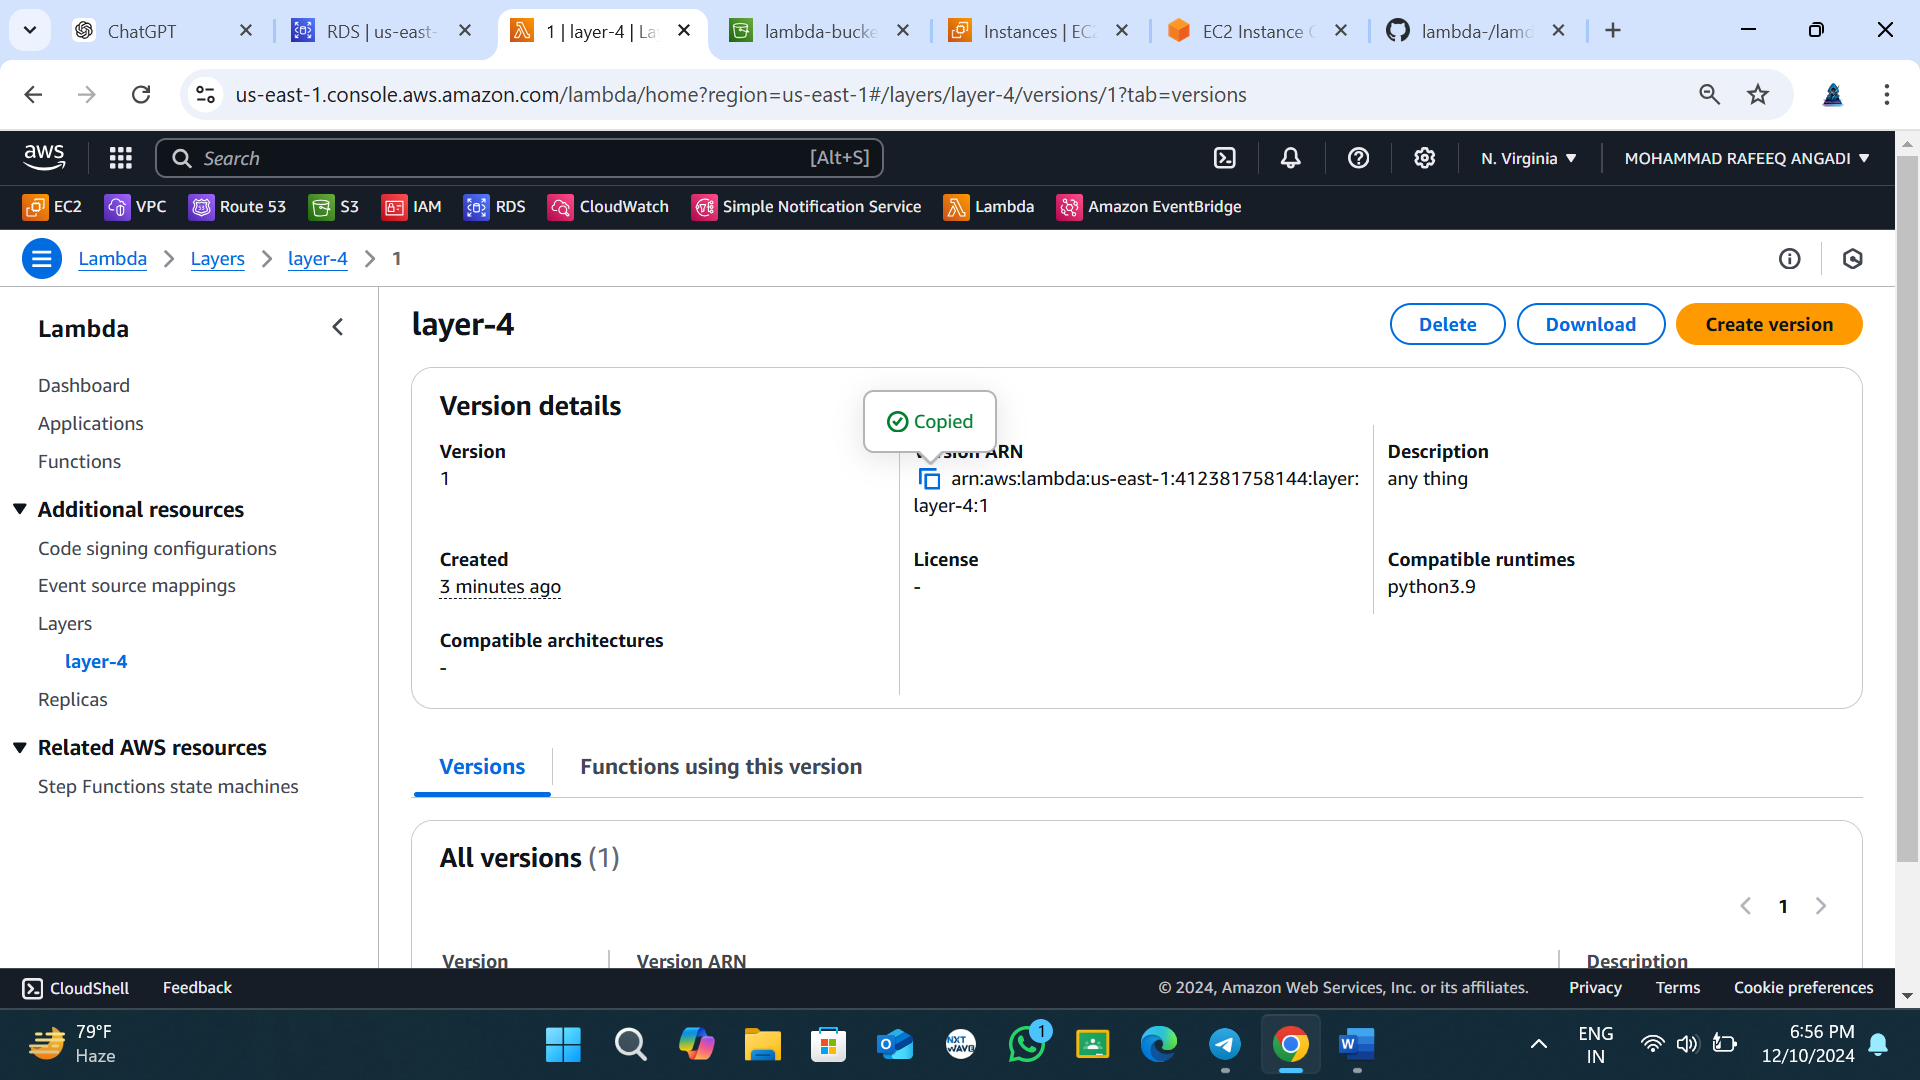 ChatGPT
RDS | us-east-
1 | layer-4 | La
lambda-bucke
Instances | EC2
EC2 Instance C
lambda-/lamd
us-east-1.console.aws.amazon.com/lambda/home?region=us-east-1#/layers/layer-4/versions/1?tab=versions
aws
Search
[Alt+S]
N. Virginia
MOHAMMAD RAFEEQ ANGADI
EC2
VPC
Route 53
S3
IAM
RDS
CloudWatch
Simple Notification Service
Lambda
Amazon EventBridge
Lambda
Layers
layer-4
1
Lambda
Dashboard
Applications
Functions
Additional resources
Code signing configurations
Event source mappings
Layers
layer-4
Replicas
Related AWS resources
Step Functions state machines
layer-4
Delete
Download
Create version
Version details
Copied
Version
1
ARN
arn:aws:lambda:us-east-1:412381758144:layer:
layer-4:1
Description
any thing
Created
3 minutes ago
License
-
Compatible runtimes
python3.9
Compatible architectures
-
Versions
Functions using this version
All versions (1)
1
Version
Version ARN
Description
CloudShell
Feedback
© 2024, Amazon Web Services, Inc. or its affiliates.
Privacy
Terms
Cookie preferences
79°F
Haze
NXT
WAVE
1
W
ENG
IN
6:56 PM
12/10/2024